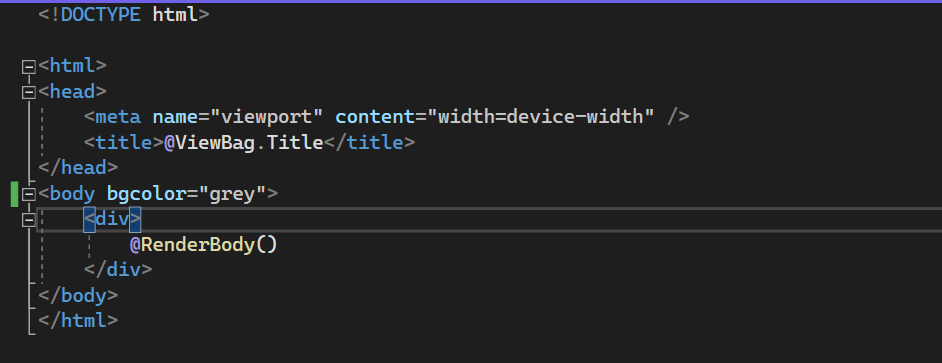 <!DOCTYPE html>
<html>
<head>
<meta name="viewport" content="width=device-width" />
<title>@ViewBag.Title</title>
</head>
<body bgcolor="grey">
<div>
@RenderBody()
</div>
</body>
</html>